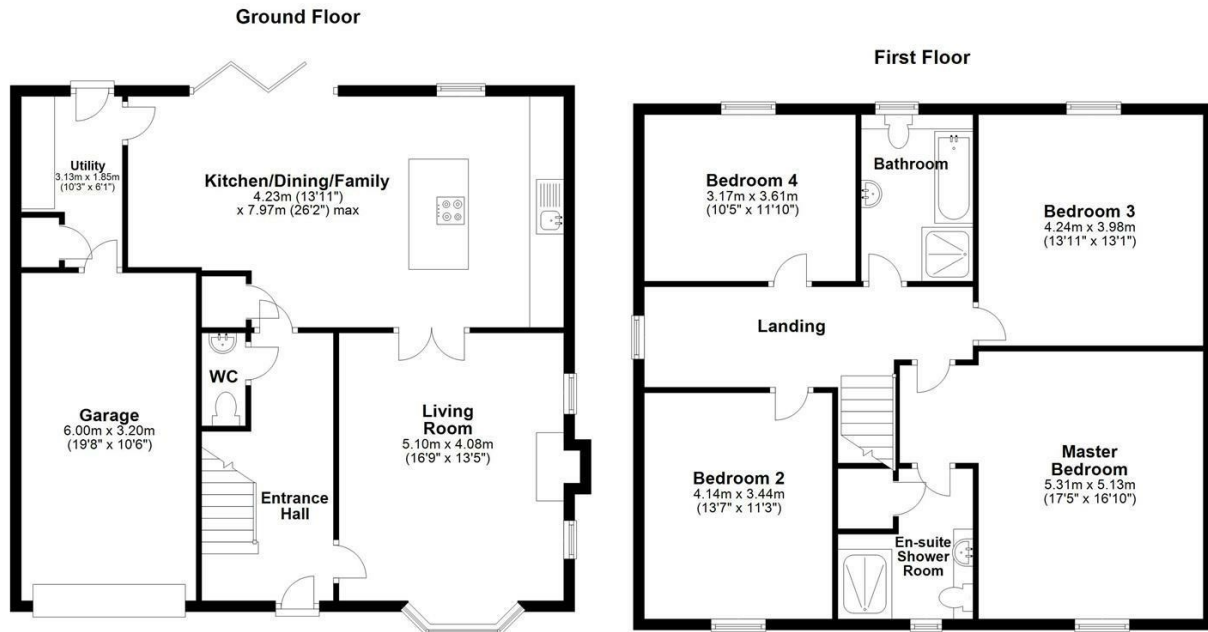 Ground Floor
Utility
3.13m x 1.85m
(10'3" x 6'1")
Kitchen/Dining/Family
4.23m (13'11")
x 7.97m (26'2") max
WC
Garage
6.00m x 3.20m
(19'8" x 10'6")
Living
Room
5.10m x 4.08m
(16'9" x 13'5")
Entrance
Hall
First Floor
Bedroom 4
3.17m x 3.61m
(10'5" x 11'10")
Bathroom
Bedroom 3
4.24m x 3.98m
(13'11" x 13'1")
Landing
Bedroom 2
4.14m x 3.44m
(13'7" x 11'3")
Master
Bedroom
5.31m x 5.13m
(17'5" x 16'10")
En-suite
Shower
Room